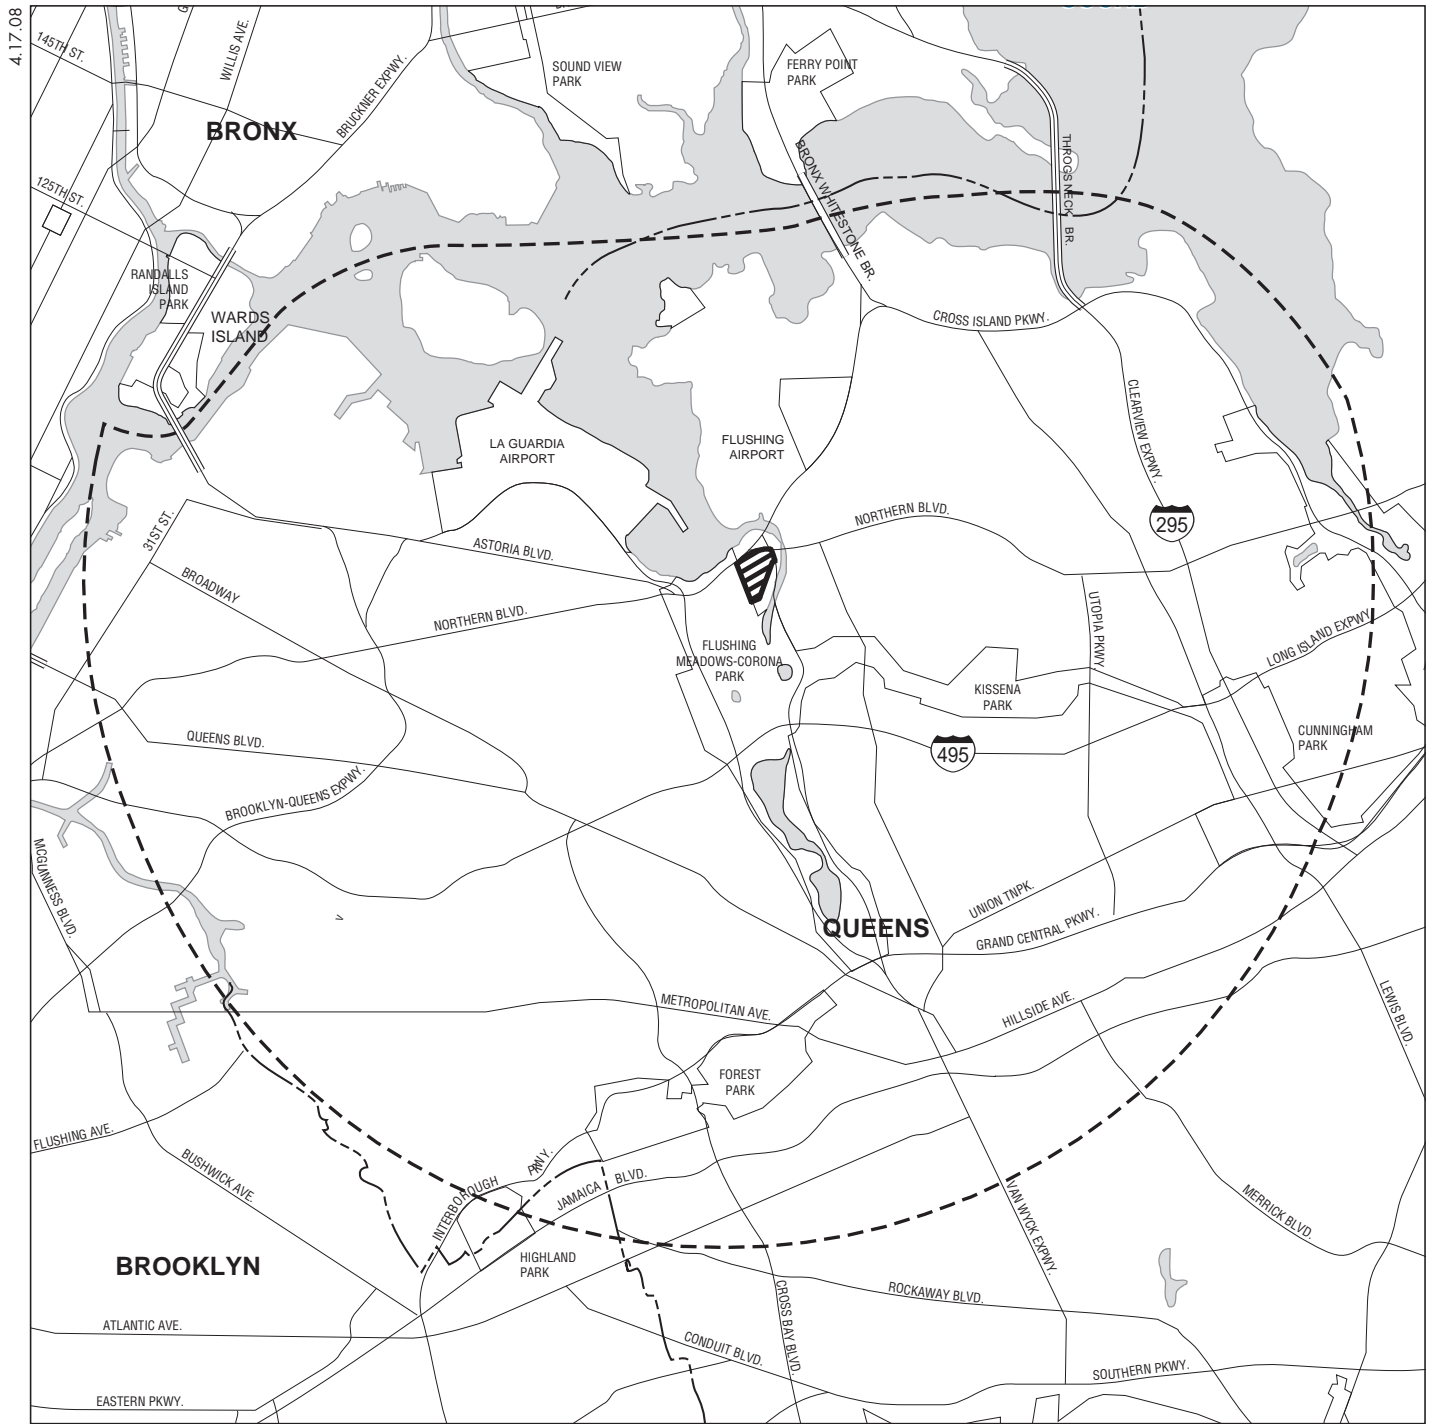 4.17.08
145TH ST.
WILLIS AVE.
BRUCKNER EXPWY.
BRONX
SOUND VIEW
PARK
FERRY POINT
PARK
125TH ST.
BRONX WHITESTONE BR.
THROGS NECK BR.
RANDALLS
ISLAND
PARK
WARDS
ISLAND
CROSS ISLAND PKWY.
CLEARVIEW EXPWY.
LA GUARDIA
AIRPORT
FLUSHING
AIRPORT
31ST ST.
ASTORIA BLVD.
NORTHERN BLVD.
295
BROADWAY
NORTHERN BLVD.
UTOPIA PKWY.
LONG ISLAND EXPWY
FLUSHING
MEADOWS-CORONA
PARK
KISSENA
PARK
QUEENS BLVD.
495
CUNNINGHAM
PARK
BROOKLYN-QUEENS EXPWY.
MCGUNNESS BLVD.
UNION TNPK.
QUEENS
GRAND CENTRAL PKWY.
METROPOLITAN AVE.
HILLSIDE AVE.
LEWIS BLVD.
FOREST
PARK
FLUSHING AVE.
BUSHWICK AVE.
INTERBOROUGH PKWY.
JAMAICA BLVD.
VAN WYCK EXPWY.
MERRICK BLVD.
BROOKLYN
HIGHLAND
PARK
ROCKAWAY BLVD.
CROSS BAY BLVD.
ATLANTIC AVE.
CONDUIT BLVD.
SOUTHERN PKWY.
EASTERN PKWY.